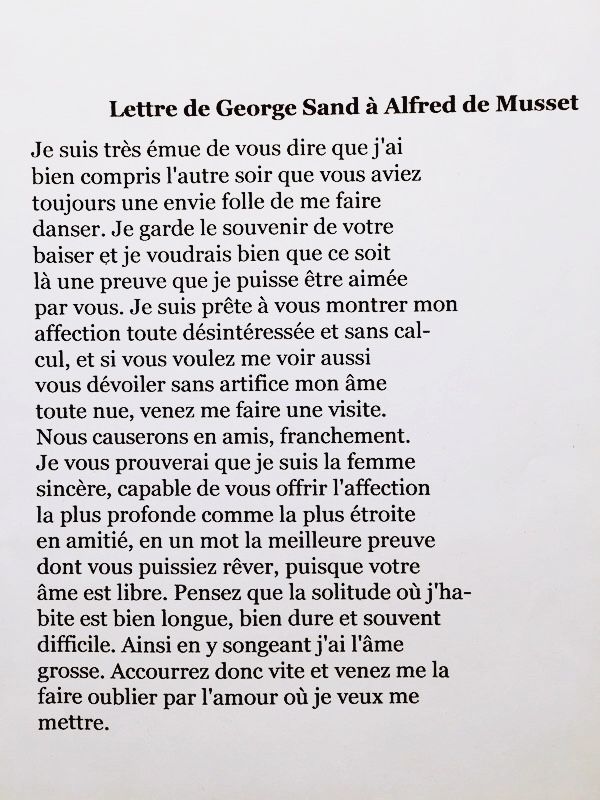 Lettre de George Sand à Alfred de Musset
Je suis très émue de vous dire que j'ai
bien compris l'autre soir que vous aviez
toujours une envie folle de me faire
danser. Je garde le souvenir de votre
baiser et je voudrais bien que ce soit
là une preuve que je puisse être aimée
par vous. Je suis prête à vous montrer mon
affection toute désintéressée et sans cal-
cul, et si vous voulez me voir aussi
vous dévoiler sans artifice mon âme
toute nue, venez me faire une visite.
Nous causerons en amis, franchement.
Je vous prouverai que je suis la femme
sincère, capable de vous offrir l'affection
la plus profonde comme la plus étroite
en amitié, en un mot la meilleure preuve
dont vous puissiez rêver, puisque votre
âme est libre. Pensez que la solitude où j'ha-
bite est bien longue, bien dure et souvent
difficile. Ainsi en y songeant j'ai l'âme
grosse. Accourrez donc vite et venez me la
faire oublier par l'amour où je veux me
mettre.